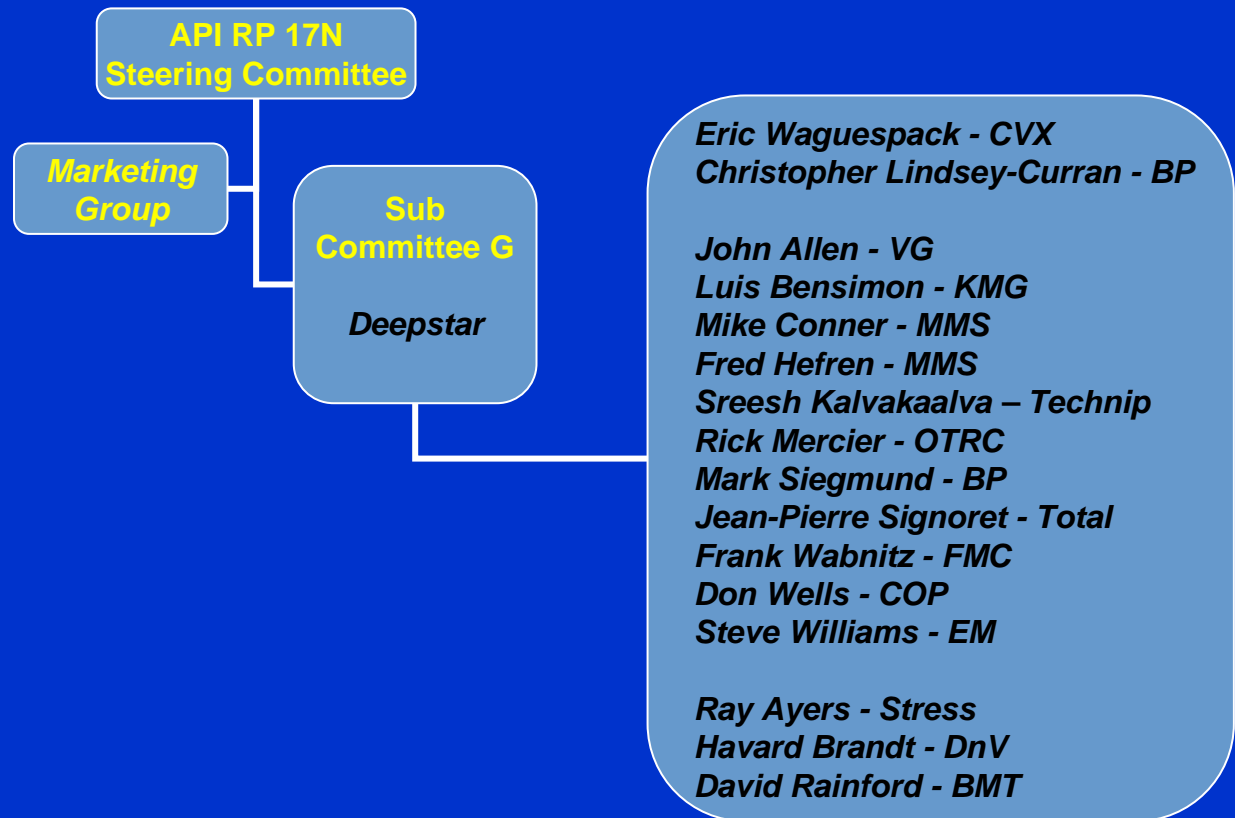 API RP 17N
Steering Committee
Marketing
Group
Sub
Committee G
Deepstar
Eric Waguespack - CVX
Christopher Lindsey-Curran - BP
John Allen - VG
Luis Bensimon - KMG
Mike Conner - MMS
Fred Hefren - MMS
Sreesh Kalvakaalva – Technip
Rick Mercier - OTRC
Mark Siegmund - BP
Jean-Pierre Signoret - Total
Frank Wabnitz - FMC
Don Wells - COP
Steve Williams - EM
Ray Ayers - Stress
Havard Brandt - DnV
David Rainford - BMT